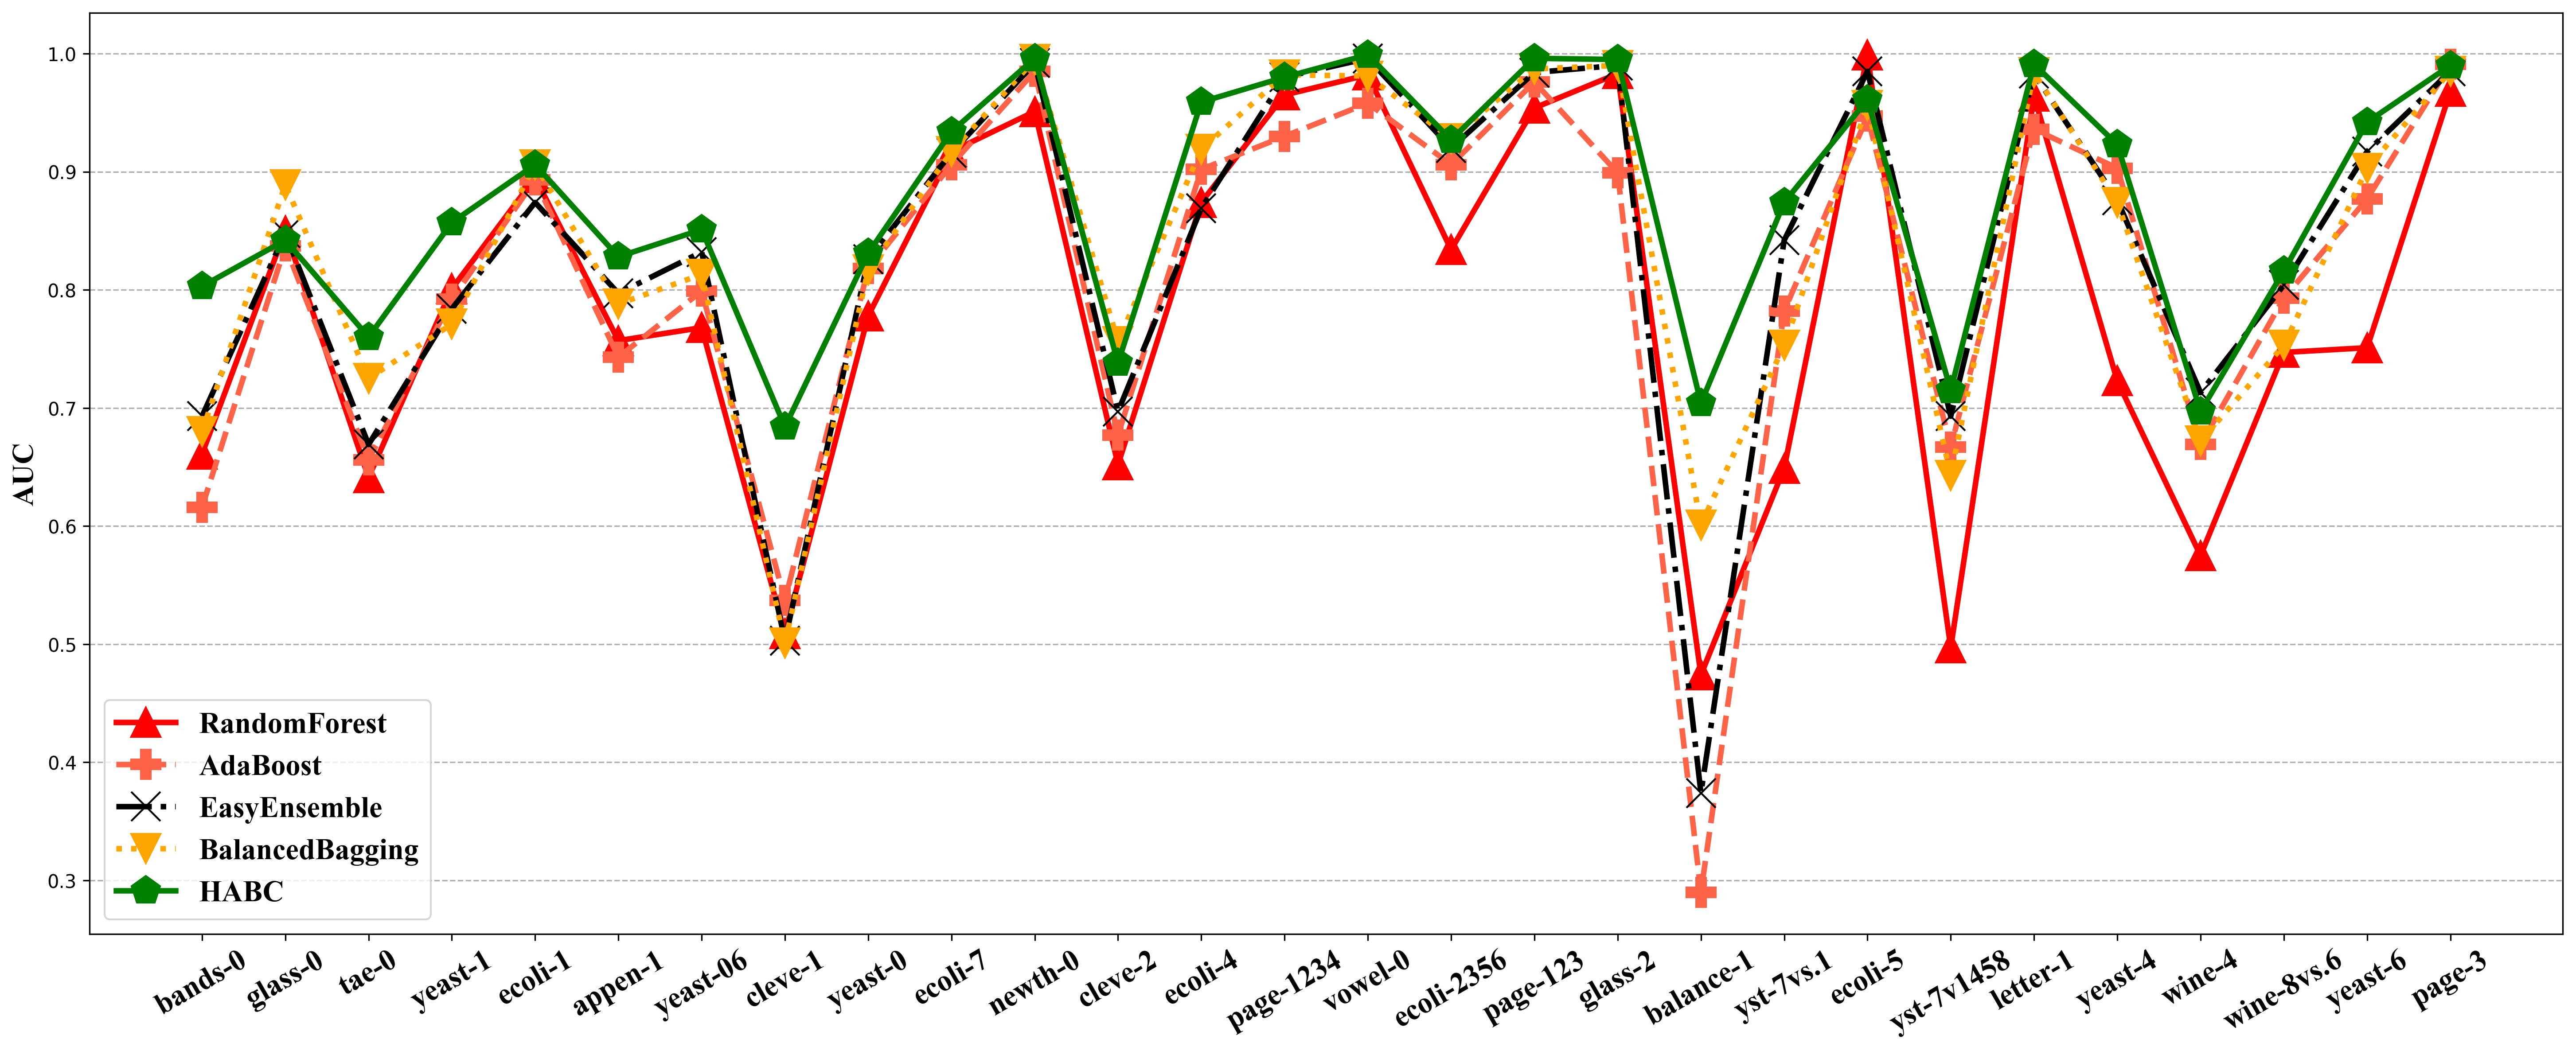 1.0
0.9
0.8
0.7
0.6
0.5
0.4
0.3
AUC
RandomForest
AdaBoost
EasyEnsemble
BalancedBagging
HABC
bands-0
glass-0
tae-0
yeast-1
ecoli-1
appen-1
yeast-06
cleve-1
yeast-0
ecoli-7
newth-0
cleve-2
ecoli-4
page-1234
vowel-0
ecoli-2356
page-123
glass-2
balance-1
yst-7vs.1
ecoli-5
yst-7v1458
letter-1
yeast-4
wine-4
wine-8vs.6
yeast-6
page-3